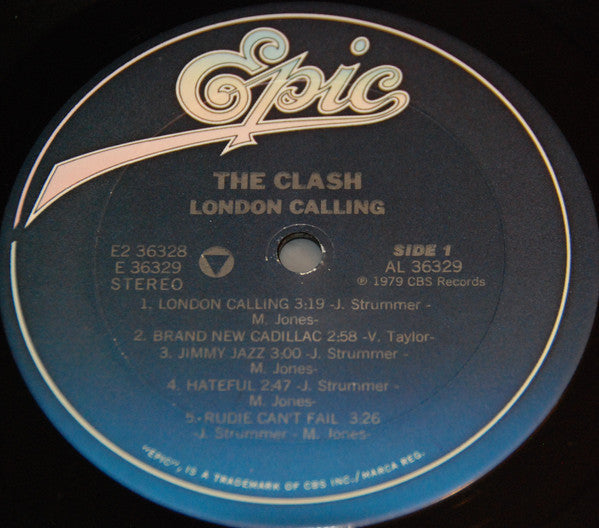 Epic
THE CLASH
LONDON CALLING
E2 36328
E 36329
STEREO
SIDE 1
AL 36329
℗ 1979 CBS Records
1. LONDON CALLING 3:19 -J. Strummer -
M. Jones-
2. BRAND NEW CADILLAC 2:58 -V. Taylor-
3. JIMMY JAZZ 3:00 -J. Strummer -
M. Jones-
4. HATEFUL 2:47 -J. Strummer -
M. Jones-
5. RUDIE CAN'T FAIL 3:26
-J. Strummer - M. Jones-
"EPIC", IS A TRADEMARK OF CBS INC./MARCA REG.